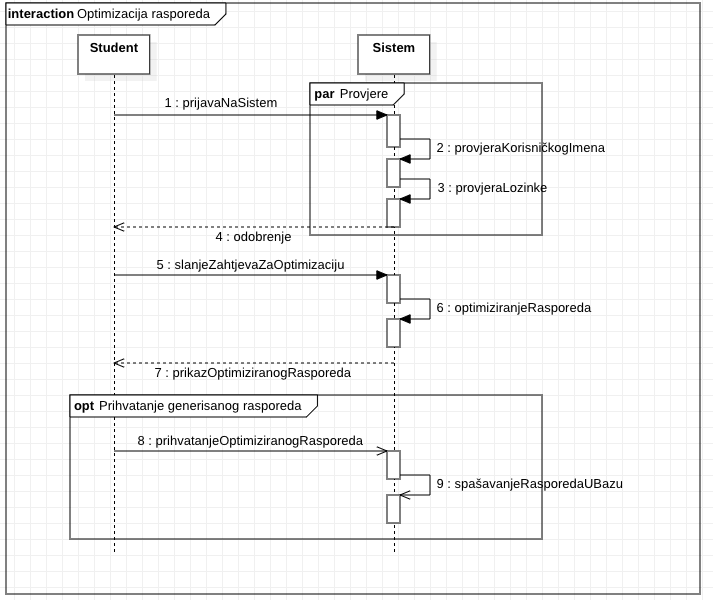 interaction Optimizacija rasporeda
Student
Sistem
par Provjere
1 : prijavaNaSistem
2 : provjeraKorisničkogImena
3 : provjeraLozinke
4 : odobrenje
5 : slanjeZahtjevaZaOptimizaciju
6 : optimiziranjeRasporeda
7 : prikazOptimiziranogRasporeda
opt Prihvatanje generisanog rasporeda
8 : prihvatanjeOptimiziranogRasporeda
9 : spašavanjeRasporedaUBazu